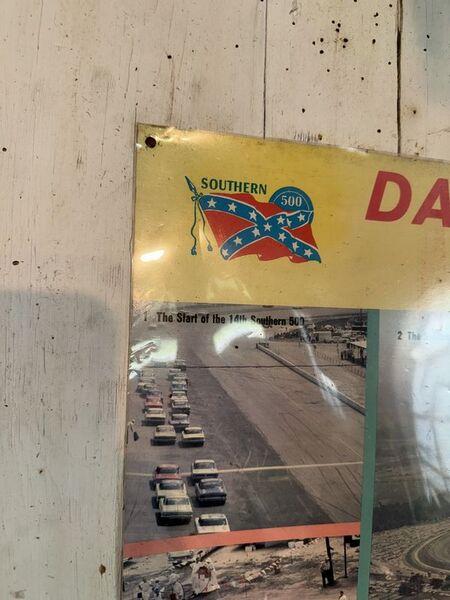 SOUTHERN
500
DA
1 The Start of the 14th Southern 500
2 The